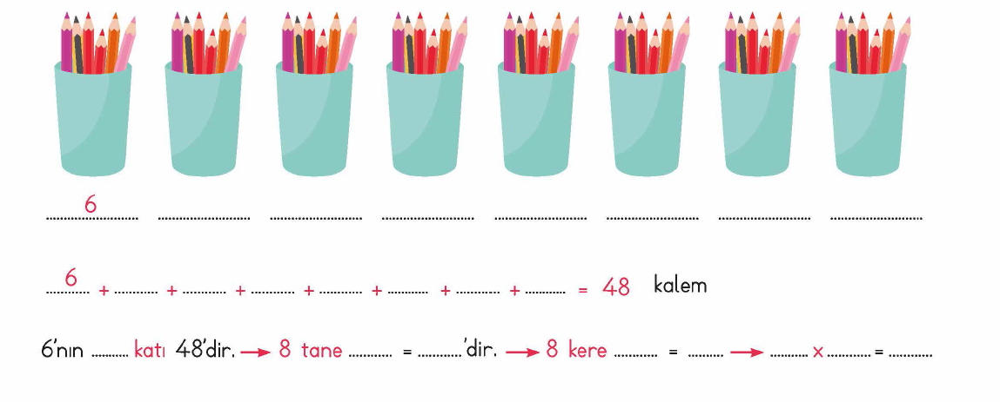 6 .................... .................... .................... .................... .................... .................... ....................
6 + ............ + ............ + ............ + ............ + ............ + ............ + ............ = 48 kalem
6'nın .......... katı 48'dir. → 8 tane ............ = ............'dir. → 8 kere ............ = .......... → .......... x ............ = ............